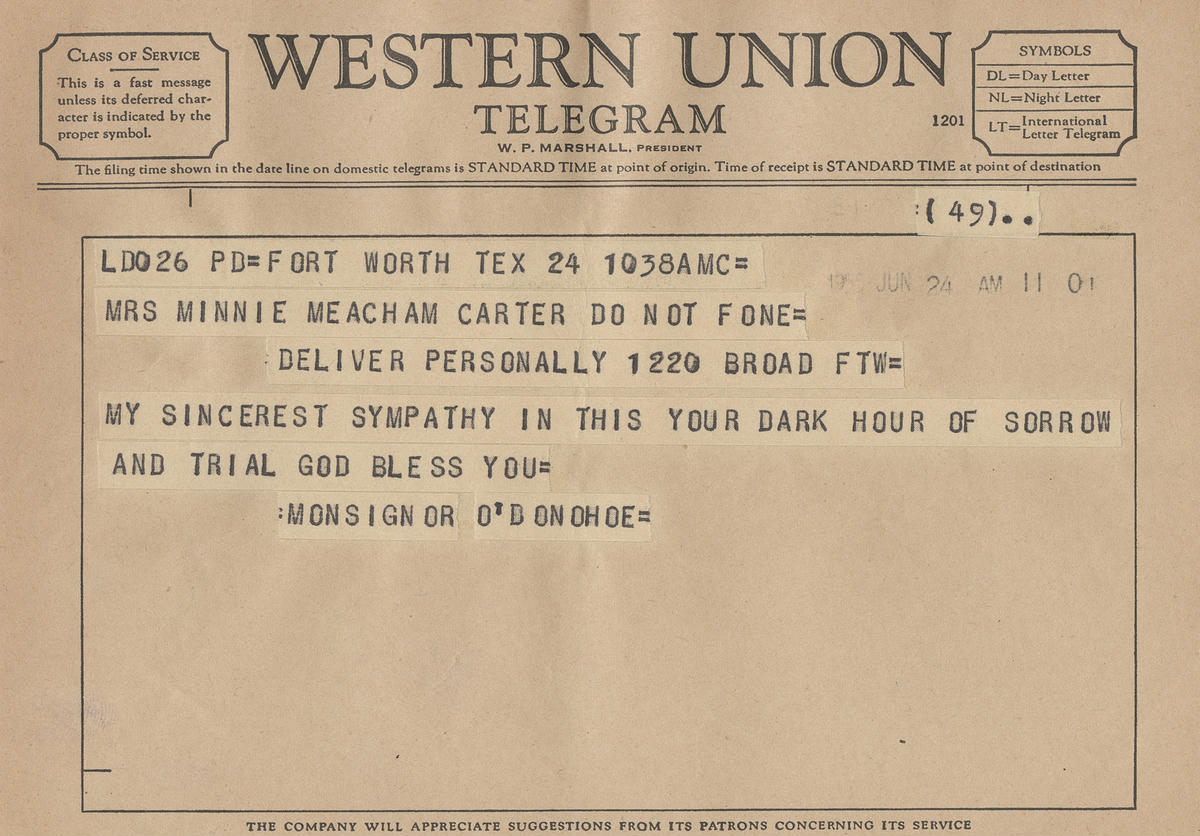 CLASS OF SERVICE
This is a fast message
unless its deferred char-
acter is indicated by the
proper symbol.
WESTERN UNION
TELEGRAM
W. P. MARSHALL, PRESIDENT
1201
SYMBOLS
DL=Day Letter
NL=Night Letter
LT=International
Letter Telegram
The filing time shown in the date line on domestic telegrams is STANDARD TIME at point of origin. Time of receipt is STANDARD TIME at point of destination
:(49)..
LD026 PD=FORT WORTH TEX 24 1038AMC=
JUN 24 AM 11 01
MRS MINNIE MEACHAM CARTER DO NOT FONE=
DELIVER PERSONALLY 1220 BROAD FTW=
MY SINCEREST SYMPATHY IN THIS YOUR DARK HOUR OF SORROW
AND TRIAL GOD BLESS YOU=
:MONSIGNOR O'DONOHOE=
THE COMPANY WILL APPRECIATE SUGGESTIONS FROM ITS PATRONS CONCERNING ITS SERVICE